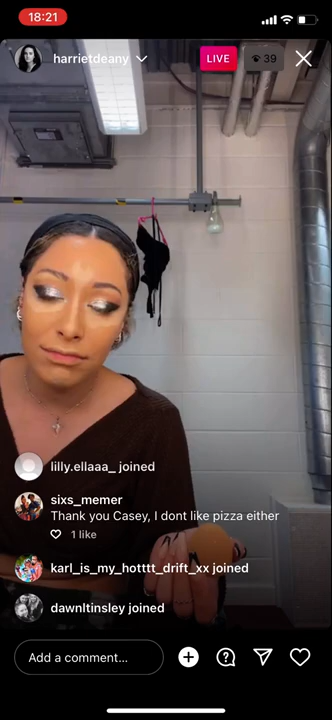 18:21
harrietdeany
LIVE
39
lilly.ellaaa_ joined
sixs_memer
Thank you Casey, I dont like pizza either
1 like
karl_is_my_hotttt_drift_xx joined
dawnltinsley joined
Add a comment...